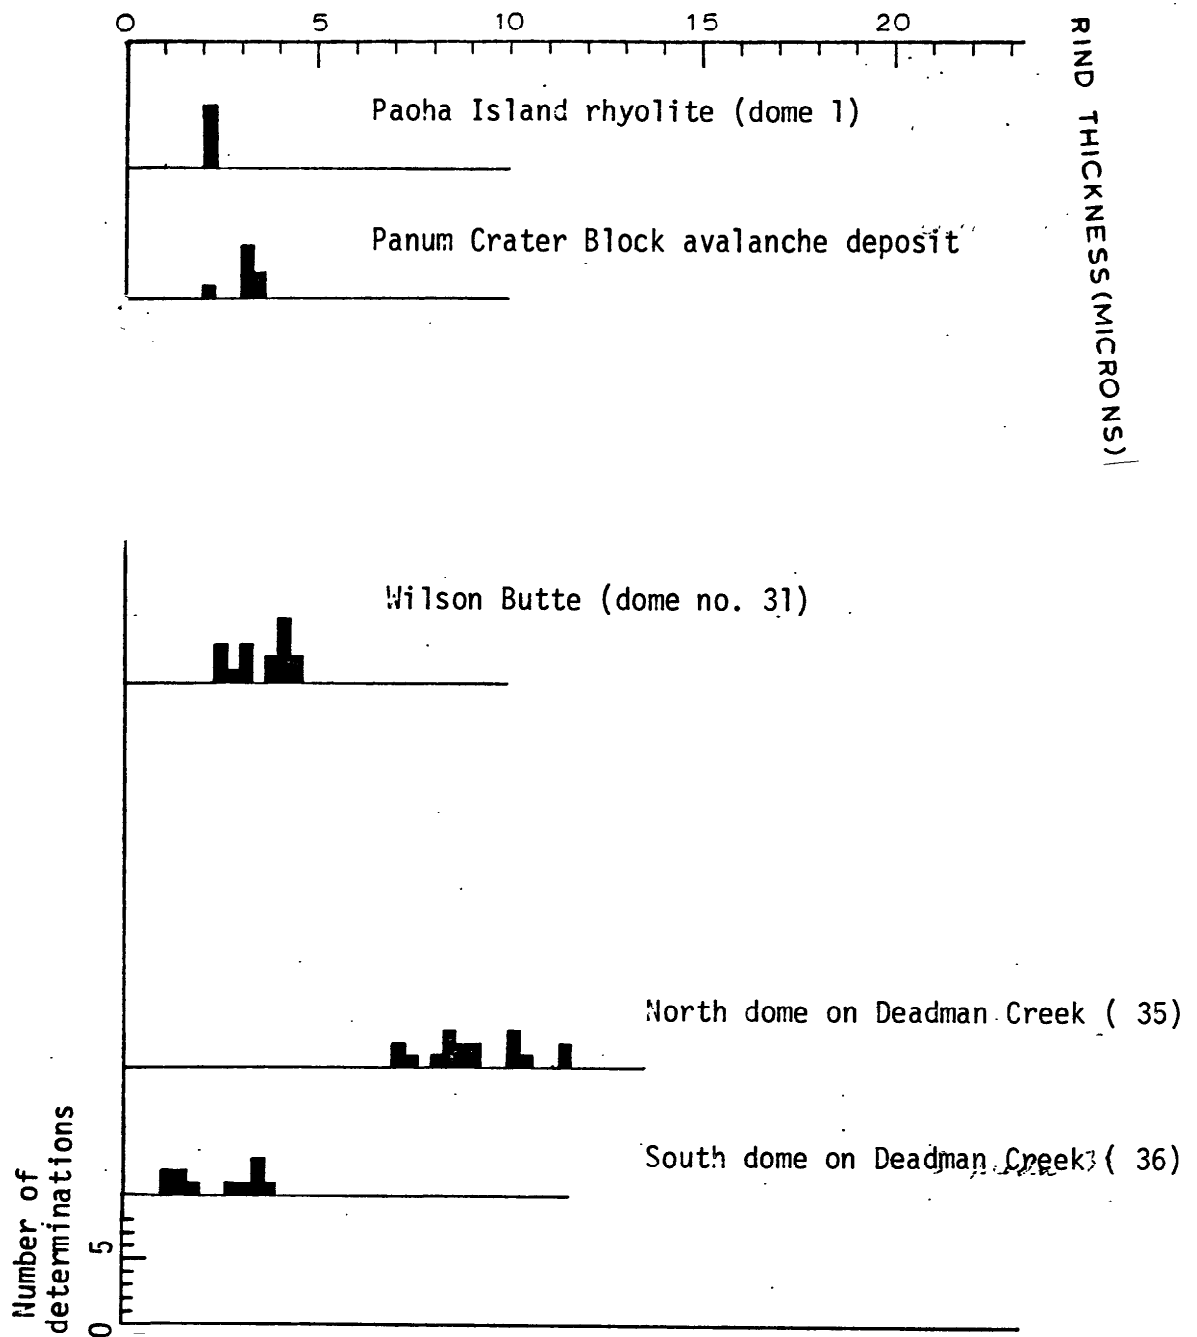 0 5 10 15 20
RIND THICKNESS (MICRONS)
Paoha Island rhyolite (dome 1)
Panum Crater Block avalanche deposit
Wilson Butte (dome no. 31)
North dome on Deadman Creek ( 35)
South dome on Deadman Creek ( 36)
Number of
determinations
5
0